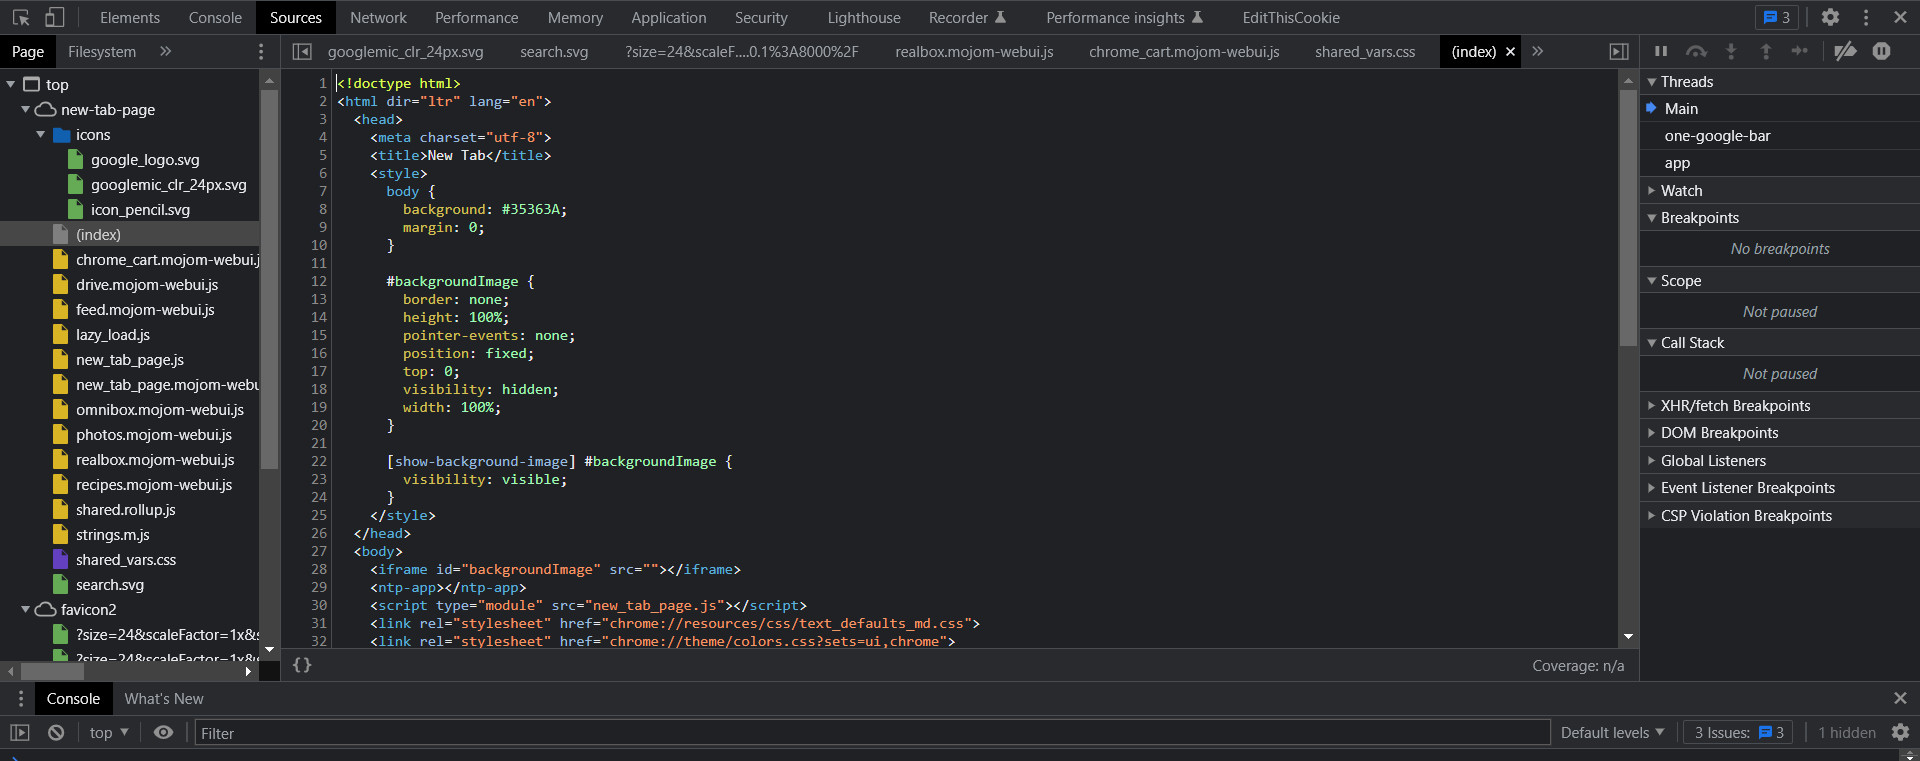 Elements Console Sources Network Performance Memory Application Security Lighthouse Recorder Performance insights EditThisCookie 3
Page Filesystem
googlemic_clr_24px.svg search.svg ?size=24&scaleF....0.1%3A8000%2F realbox.mojom-webui.js chrome_cart.mojom-webui.js shared_vars.css (index)
top
new-tab-page
icons
google_logo.svg
googlemic_clr_24px.svg
icon_pencil.svg
(index)
chrome_cart.mojom-webui.j
drive.mojom-webui.js
feed.mojom-webui.js
lazy_load.js
new_tab_page.js
new_tab_page.mojom-webu
omnibox.mojom-webui.js
photos.mojom-webui.js
realbox.mojom-webui.js
recipes.mojom-webui.js
shared.rollup.js
strings.m.js
shared_vars.css
search.svg
favicon2
?size=24&scaleFactor=1x&s
?size=24&scaleFactor=1x&s
1 <!doctype html>
2 <html dir="ltr" lang="en">
3 <head>
4 <meta charset="utf-8">
5 <title>New Tab</title>
6 <style>
7 body {
8 background: #35363A;
9 margin: 0;
10 }
11
12 #backgroundImage {
13 border: none;
14 height: 100%;
15 pointer-events: none;
16 position: fixed;
17 top: 0;
18 visibility: hidden;
19 width: 100%;
20 }
21
22 [show-background-image] #backgroundImage {
23 visibility: visible;
24 }
25 </style>
26 </head>
27 <body>
28 <iframe id="backgroundImage" src=""></iframe>
29 <ntp-app></ntp-app>
30 <script type="module" src="new_tab_page.js"></script>
31 <link rel="stylesheet" href="chrome://resources/css/text_defaults_md.css">
32 <link rel="stylesheet" href="chrome://theme/colors.css?sets=ui,chrome">
{} Coverage: n/a
Threads
Main
one-google-bar
app
Watch
Breakpoints
No breakpoints
Scope
Not paused
Call Stack
Not paused
XHR/fetch Breakpoints
DOM Breakpoints
Global Listeners
Event Listener Breakpoints
CSP Violation Breakpoints
Console What's New
top Filter Default levels 3 Issues: 3 1 hidden